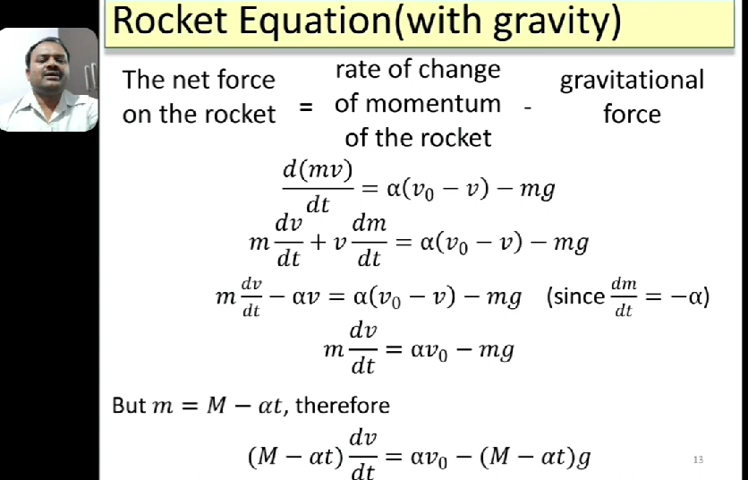 Rocket Equation(with gravity)
The net force on the rocket = rate of change of momentum of the rocket - gravitational force
d(mv)/dt = α(v₀ − v) − mg
m dv/dt + v dm/dt = α(v₀ − v) − mg
m dv/dt − αv = α(v₀ − v) − mg (since dm/dt = −α)
m dv/dt = αv₀ − mg
But m = M − αt, therefore
(M − αt) dv/dt = αv₀ − (M − αt)g
13